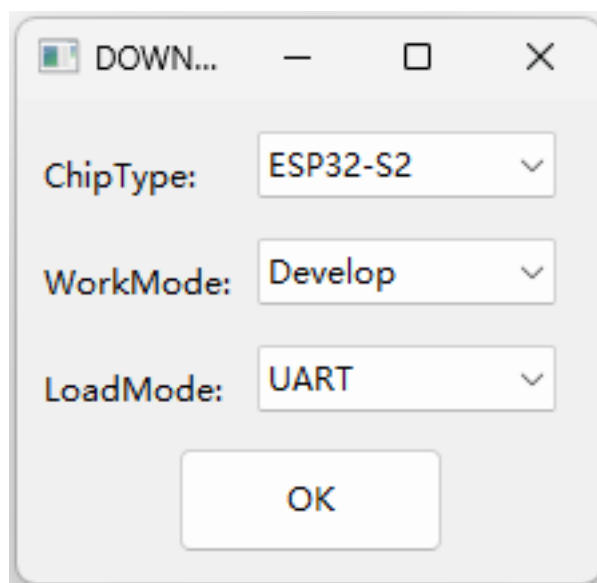 DOWN...
ChipType: ESP32-S2
WorkMode: Develop
LoadMode: UART
OK